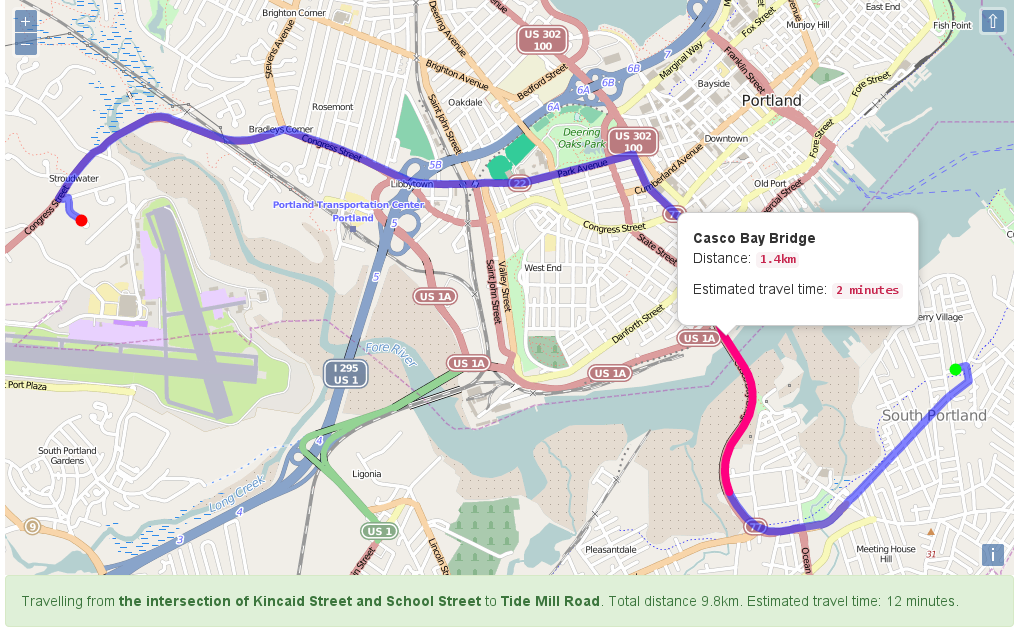 Brighton Corner
Stevens Avenue
Deering Avenue
US 302
100
6B
6B
6A
6A
Marginal Way
Fox Street
Munjoy Hill
East End
Fish Point
Franklin Street
7
Brighton Avenue
Bedford Street
Bayside
Portland
Fore Street
Rosemont
Oakdale
Saint John Street
Deering
Oaks Park
US 302
100
Bradleys Corner
Congress Street
5B
Park Avenue
Cumberland Avenue
Downtown
Fore Street
Stroudwater
Libbytown
22
Old Port
Congress Street
Portland Transportation Center
Portland
5
Congress Street
State Street
77
Casco Bay Bridge
Distance: 1.4km
Estimated travel time: 2 minutes
West End
Valley Street
Saint John Street
5
US 1A
Danforth Street
Fore River
US 1A
US 1A
US 1A
I 295
US 1
Port Plaza
South Portland
South Portland
Gardens
4
Ligonia
Long Creek
4
3
9
US 1
77
Pleasantdale
Meeting House
Hill
31
Lincoln Street
Ocean
+
−
⇧
i
Travelling from the intersection of Kincaid Street and School Street to Tide Mill Road. Total distance 9.8km. Estimated travel time: 12 minutes.